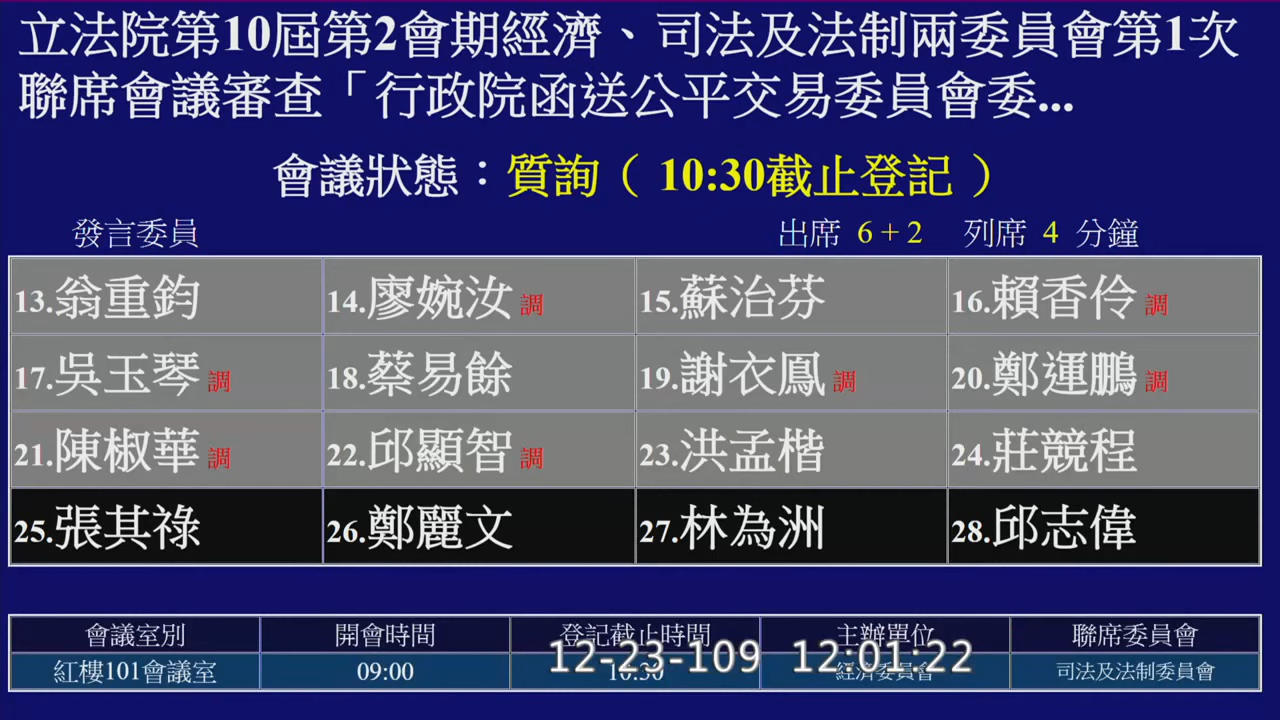 立法院第10屆第2會期經濟、司法及法制兩委員會第1次
聯席會議審查「行政院函送公平交易委員會委...
會議狀態：質詢（ 10:30截止登記 ）
發言委員 出席 6 + 2 列席 4 分鐘
13.翁重鈞 14.廖婉汝 調 15.蘇治芬 16.賴香伶 調
17.吳玉琴 調 18.蔡易餘 19.謝衣鳳 調 20.鄭運鵬 調
21.陳椒華 調 22.邱顯智 調 23.洪孟楷 24.莊競程
25.張其祿 26.鄭麗文 27.林為洲 28.邱志偉
會議室別 開會時間 登記截止時間 主辦單位 聯席委員會
12-23-109 12:01:22
紅樓101會議室 09:00 10:30 經濟委員會 司法及法制委員會